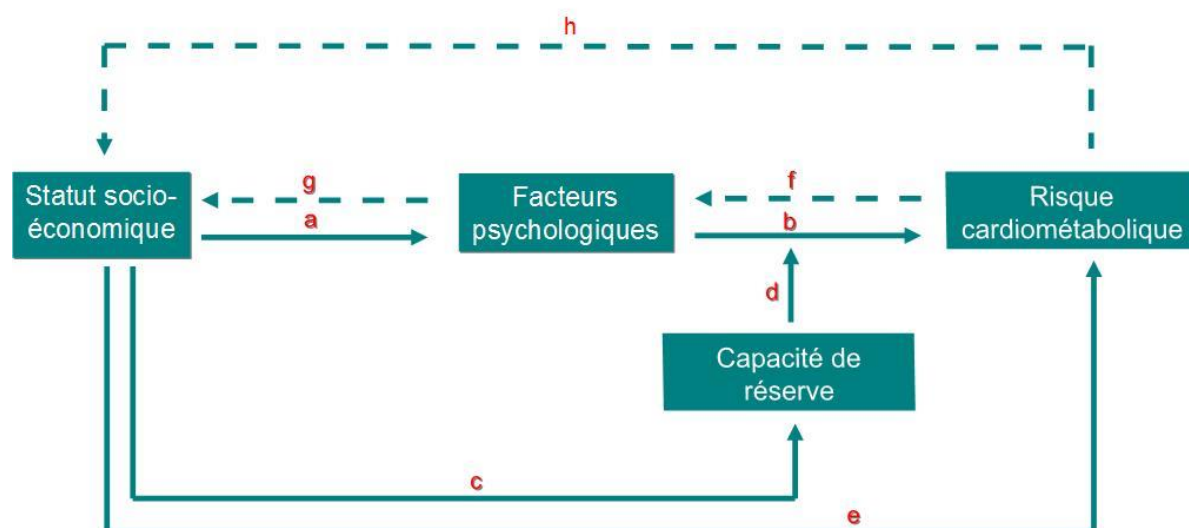 h
Statut socio-
économique
g
a
Facteurs
psychologiques
f
b
Risque
cardiométabolique
d
Capacité de
réserve
c
e